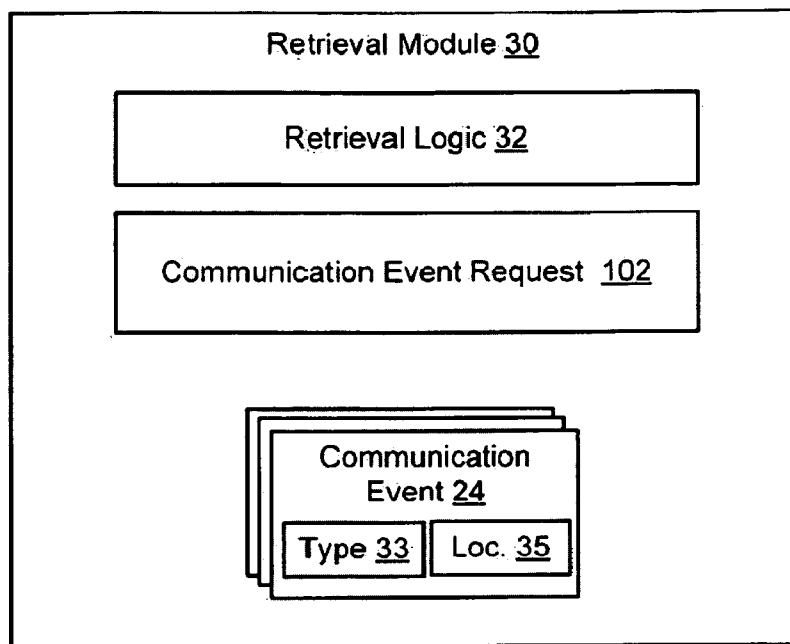 Retrieval Module 30
Retrieval Logic 32
Communication Event Request 102
Communication
Event 24
Type 33
Loc. 35